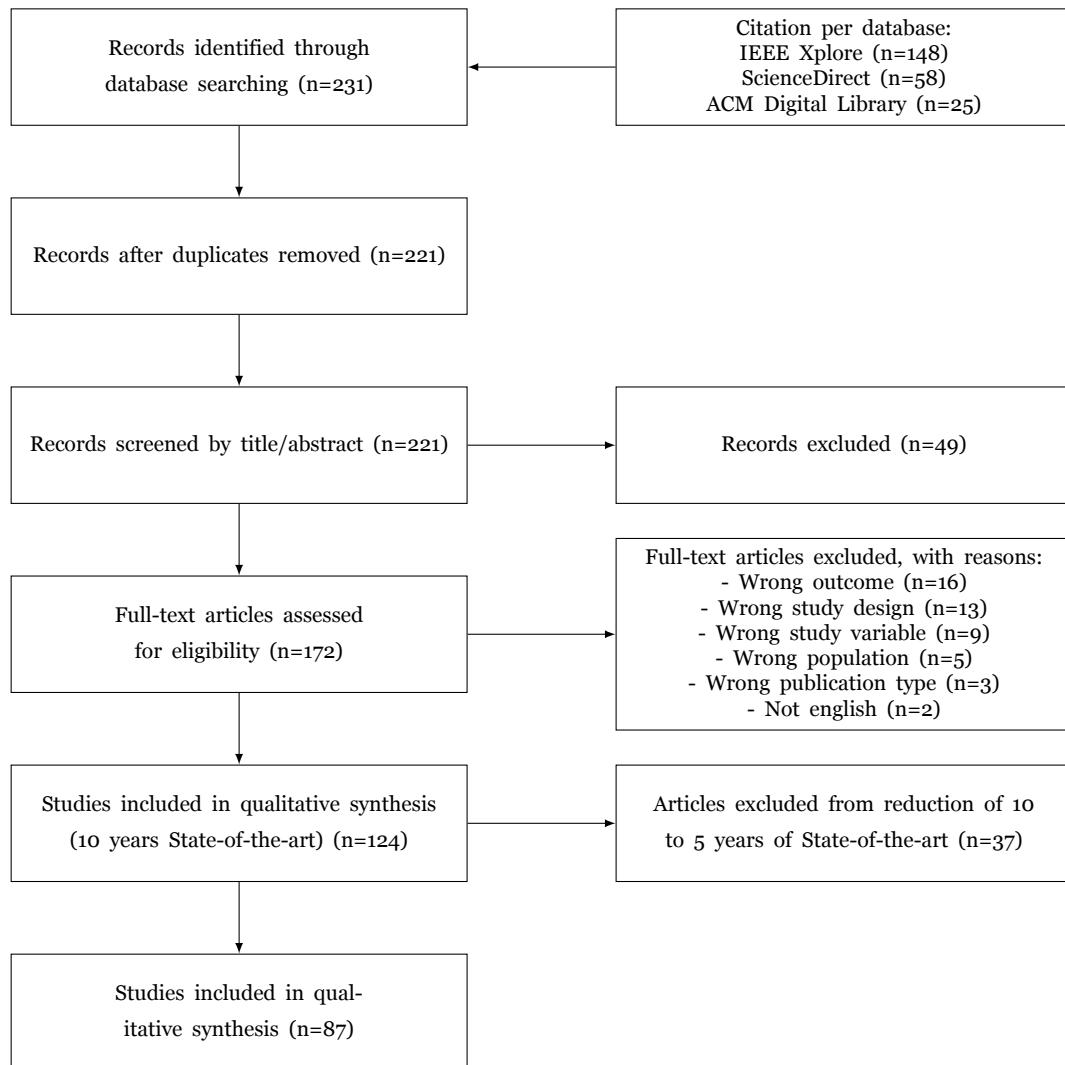 Records identified through
database searching (n=231)
Citation per database:
IEEE Xplore (n=148)
ScienceDirect (n=58)
ACM Digital Library (n=25)
Records after duplicates removed (n=221)
Records screened by title/abstract (n=221)
Records excluded (n=49)
Full-text articles assessed
for eligibility (n=172)
Full-text articles excluded, with reasons:
- Wrong outcome (n=16)
- Wrong study design (n=13)
- Wrong study variable (n=9)
- Wrong population (n=5)
- Wrong publication type (n=3)
- Not english (n=2)
Studies included in qualitative synthesis
(10 years State-of-the-art) (n=124)
Articles excluded from reduction of 10
to 5 years of State-of-the-art (n=37)
Studies included in qual-
itative synthesis (n=87)